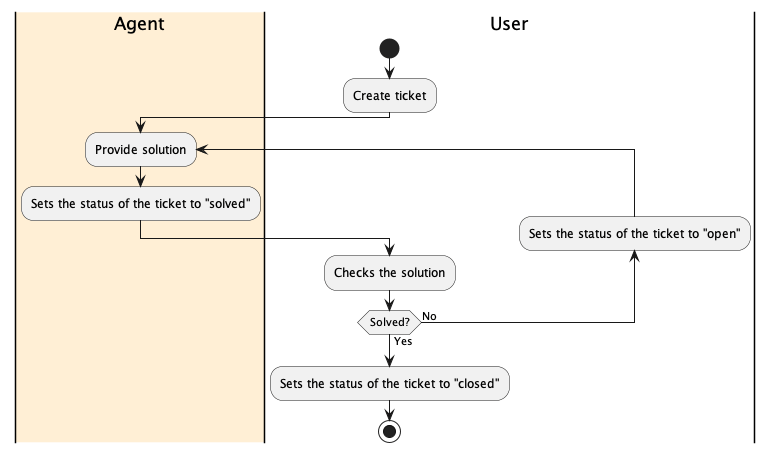 Agent
User
Create ticket
Provide solution
Sets the status of the ticket to "solved"
Sets the status of the ticket to "open"
Checks the solution
Solved?
No
Yes
Sets the status of the ticket to "closed"